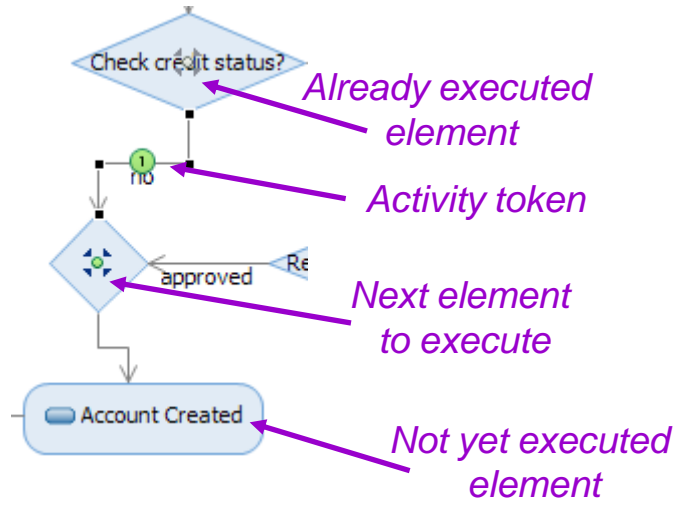 Check credit status?
Already executed
element
1
no
Activity token
approved
Re
Next element
to execute
Account Created
Not yet executed
element